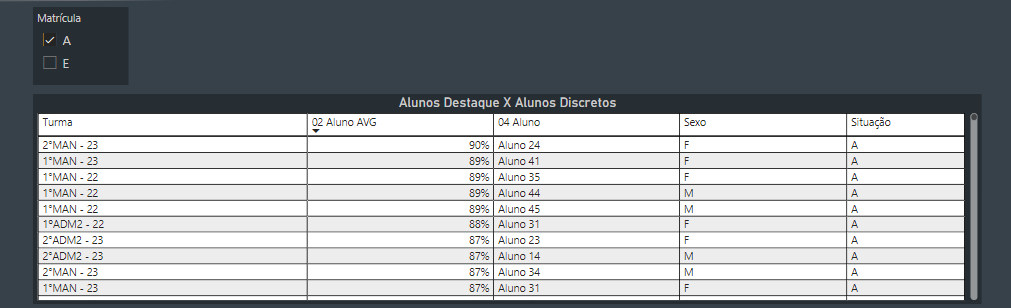 Matrícula
A
E
Alunos Destaque X Alunos Discretos
Turma 02 Aluno AVG 04 Aluno Sexo Situação
2°MAN - 23 90% Aluno 24 F A
1°MAN - 23 89% Aluno 41 F A
1°MAN - 22 89% Aluno 35 F A
1°MAN - 22 89% Aluno 44 M A
1°MAN - 22 89% Aluno 45 M A
1ºADM2 - 22 88% Aluno 31 F A
2°ADM2 - 23 87% Aluno 23 F A
2°ADM2 - 23 87% Aluno 14 M A
2°MAN - 23 87% Aluno 34 M A
1°MAN - 23 87% Aluno 31 F A